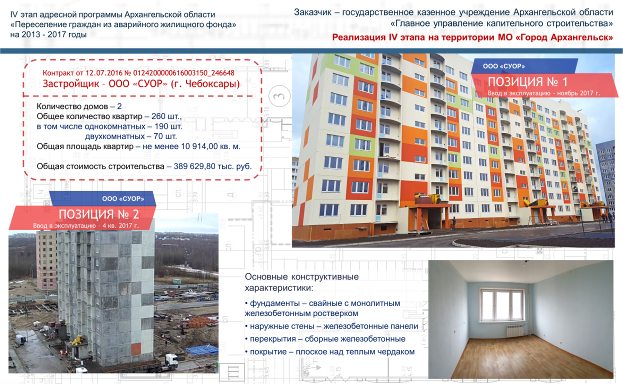 IV этап адресной программы Архангельской области
«Переселение граждан из аварийного жилищного фонда»
на 2013 - 2017 годы
Заказчик – государственное казенное учреждение Архангельской области
«Главное управление капительного строительства»
Реализация IV этапа на территории МО «Город Архангельск»
Контракт от 12.07.2016 № 0124200000616003150_246648
Застройщик – ООО «СУОР» (г. Чебоксары)
Количество домов – 2
Общее количество квартир – 260 шт.,
в том числе однокомнатных – 190 шт.
двухкомнатных – 70 шт.
Общая площадь квартир – не менее 10 914,00 кв. м.
Общая стоимость строительства – 389 629,80 тыс. руб.
ООО «СУОР»
ПОЗИЦИЯ № 1
Ввод в эксплуатацию - ноябрь 2017 г.
ООО «СУОР»
ПОЗИЦИЯ № 2
Ввод в эксплуатацию - 4 кв. 2017 г.
Основные конструктивные
характеристики:
• фундаменты – свайные с монолитным
железобетонным ростверком
• наружные стены – железобетонные панели
• перекрытия – сборные железобетонные
• покрытие – плоское над теплым чердаком